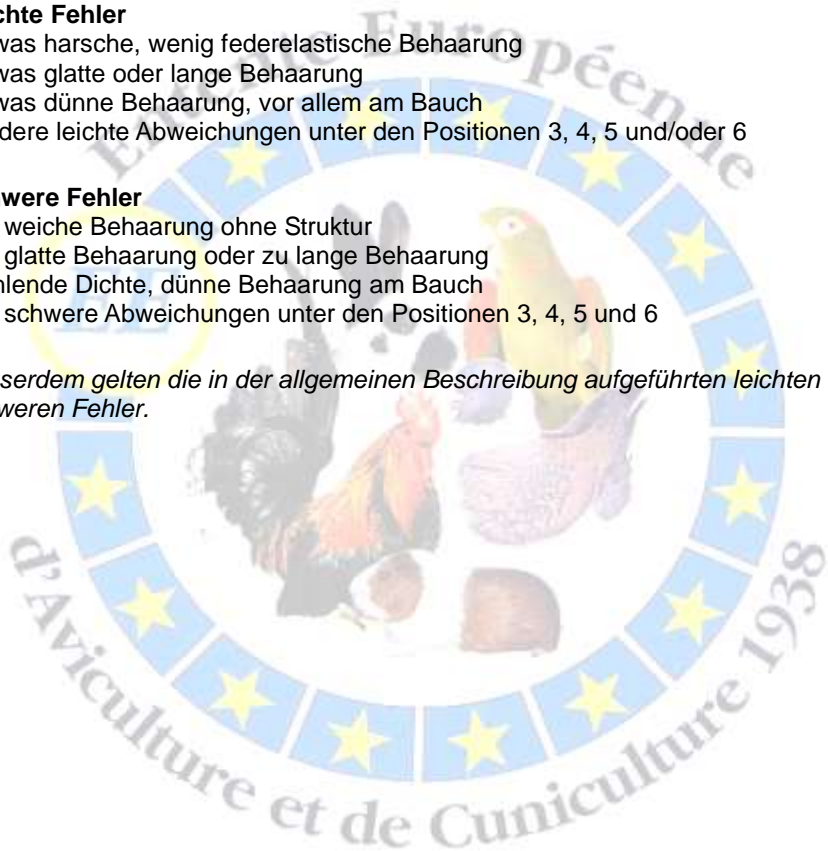 chte Fehler
was harsche, wenig federelastische Behaarung
was glatte oder lange Behaarung
was dünne Behaarung, vor allem am Bauch
dere leichte Abweichungen unter den Positionen 3, 4, 5 und/oder 6
were Fehler
weiche Behaarung ohne Struktur
glatte Behaarung oder zu lange Behaarung
hlende Dichte, dünne Behaarung am Bauch
schwere Abweichungen unter den Positionen 3, 4, 5 und 6
serdem gelten die in der allgemeinen Beschreibung aufgeführten leichten
weren Fehler.
Entente Européenne
EE
d'Aviculture et de Cuniculture 1938